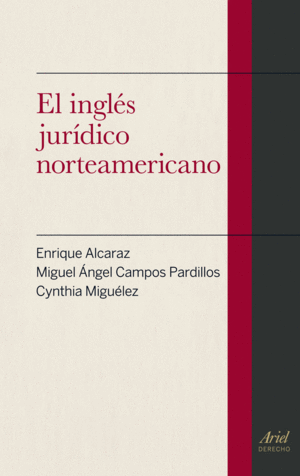 El inglés
jurídico
norteamericano
Enrique Alcaraz
Miguel Ángel Campos Pardillos
Cynthia Miguélez
Ariel
DERECHO